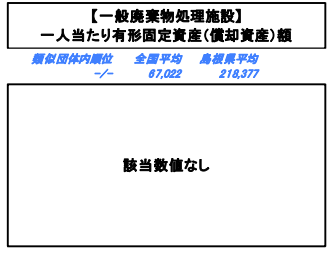 【一般廃棄物処理施設】
一人当たり有形固定資産(償却資産)額
類似団体内順位 全国平均 島根県平均
-/- 67,022 218,377
該当数値なし